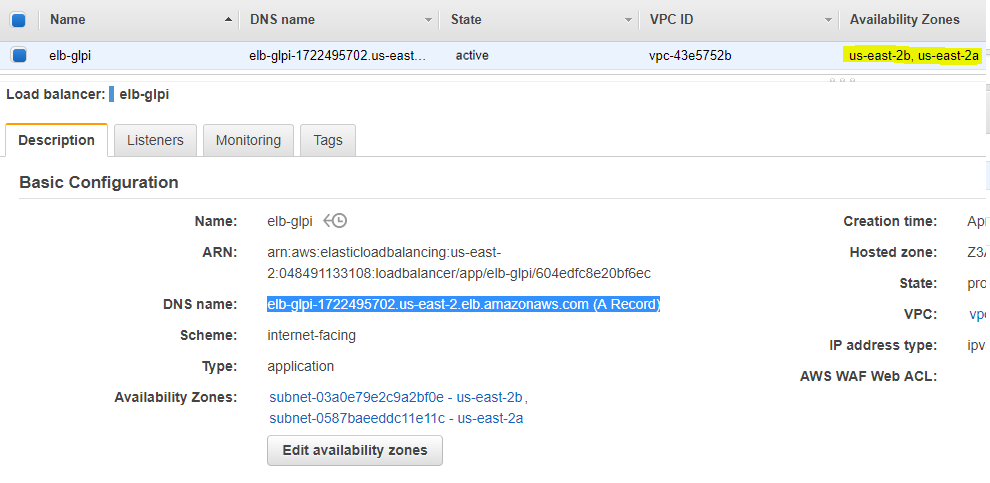 Name DNS name State VPC ID Availability Zones
elb-glpi elb-glpi-1722495702.us-east... active vpc-43e5752b us-east-2b, us-east-2a
Load balancer: elb-glpi
Description Listeners Monitoring Tags
Basic Configuration
Name: elb-glpi Creation time: Apr
ARN: arn:aws:elasticloadbalancing:us-east- Hosted zone: Z3
2:048491133108:loadbalancer/app/elb-glpi/604edfc8e20bf6ec
State: pro
DNS name: elb-glpi-1722495702.us-east-2.elb.amazonaws.com (A Record)
VPC: vpc
Scheme: internet-facing
IP address type: ipv
Type: application
AWS WAF Web ACL:
Availability Zones: subnet-03a0e79e2c9a2bf0e - us-east-2b,
subnet-0587baeeddc11e11c - us-east-2a
Edit availability zones